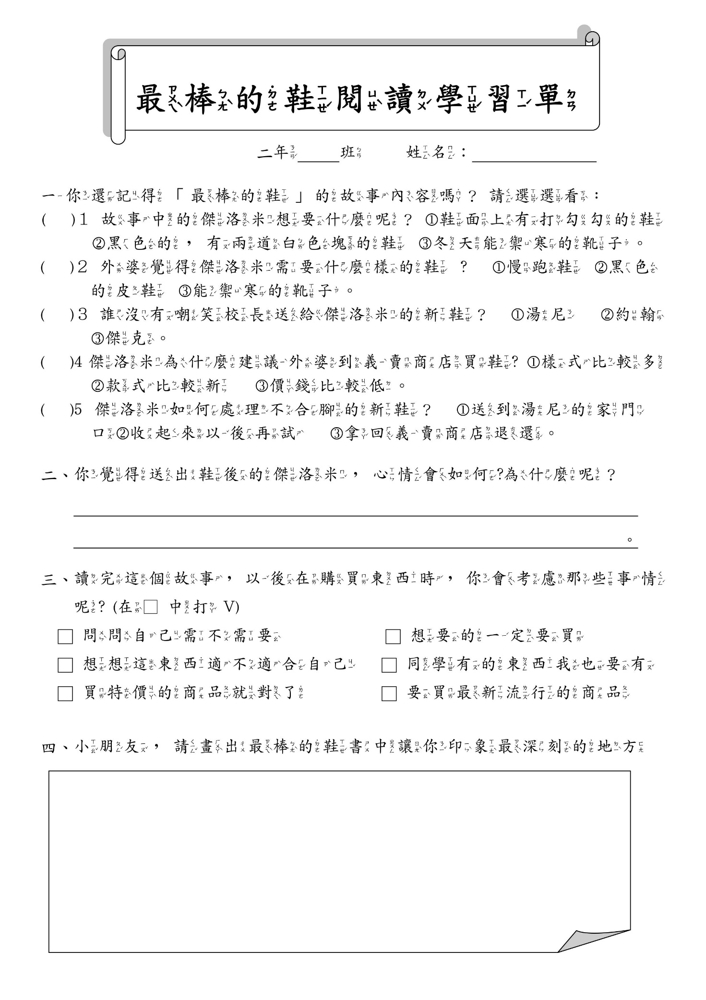 最棒的鞋閱讀學習單
二年_____班 姓名：_______________
一 你還記得「最棒的鞋」的故事內容嗎？ 請選選看：
( )1 故事中的傑洛米想要什麼呢？ ①鞋面上有打勾勾的鞋
②黑色的，有兩道白色塊的鞋 ③冬天能禦寒的靴子。
( )2 外婆覺得傑洛米需要什麼樣的鞋？ ①慢跑鞋 ②黑色
的皮鞋 ③能禦寒的靴子。
( )3 誰沒有嘲笑校長送給傑洛米的新鞋？ ①湯尼 ②約翰
③傑克。
( )4 傑洛米為什麼建議外婆到義賣商店買鞋? ①樣式比較多
②款式比較新 ③價錢比較低。
( )5 傑洛米如何處理不合腳的新鞋？ ①送到湯尼的家門
口②收起來以後再試 ③拿回義賣商店退還。
二、你覺得送出鞋後的傑洛米，心情會如何?為什麼呢？
。
三、讀完這個故事，以後在購買東西時，你會考慮那些事情
呢? (在□ 中打 V)
□ 問問自己需不需要 □ 想要的一定要買
□ 想想這東西適不適合自己 □ 同學有的東西我也要有
□ 買特價的商品就對了 □ 要買最新流行的商品
四、小朋友，請畫出最棒的鞋書中讓你印象最深刻的地方